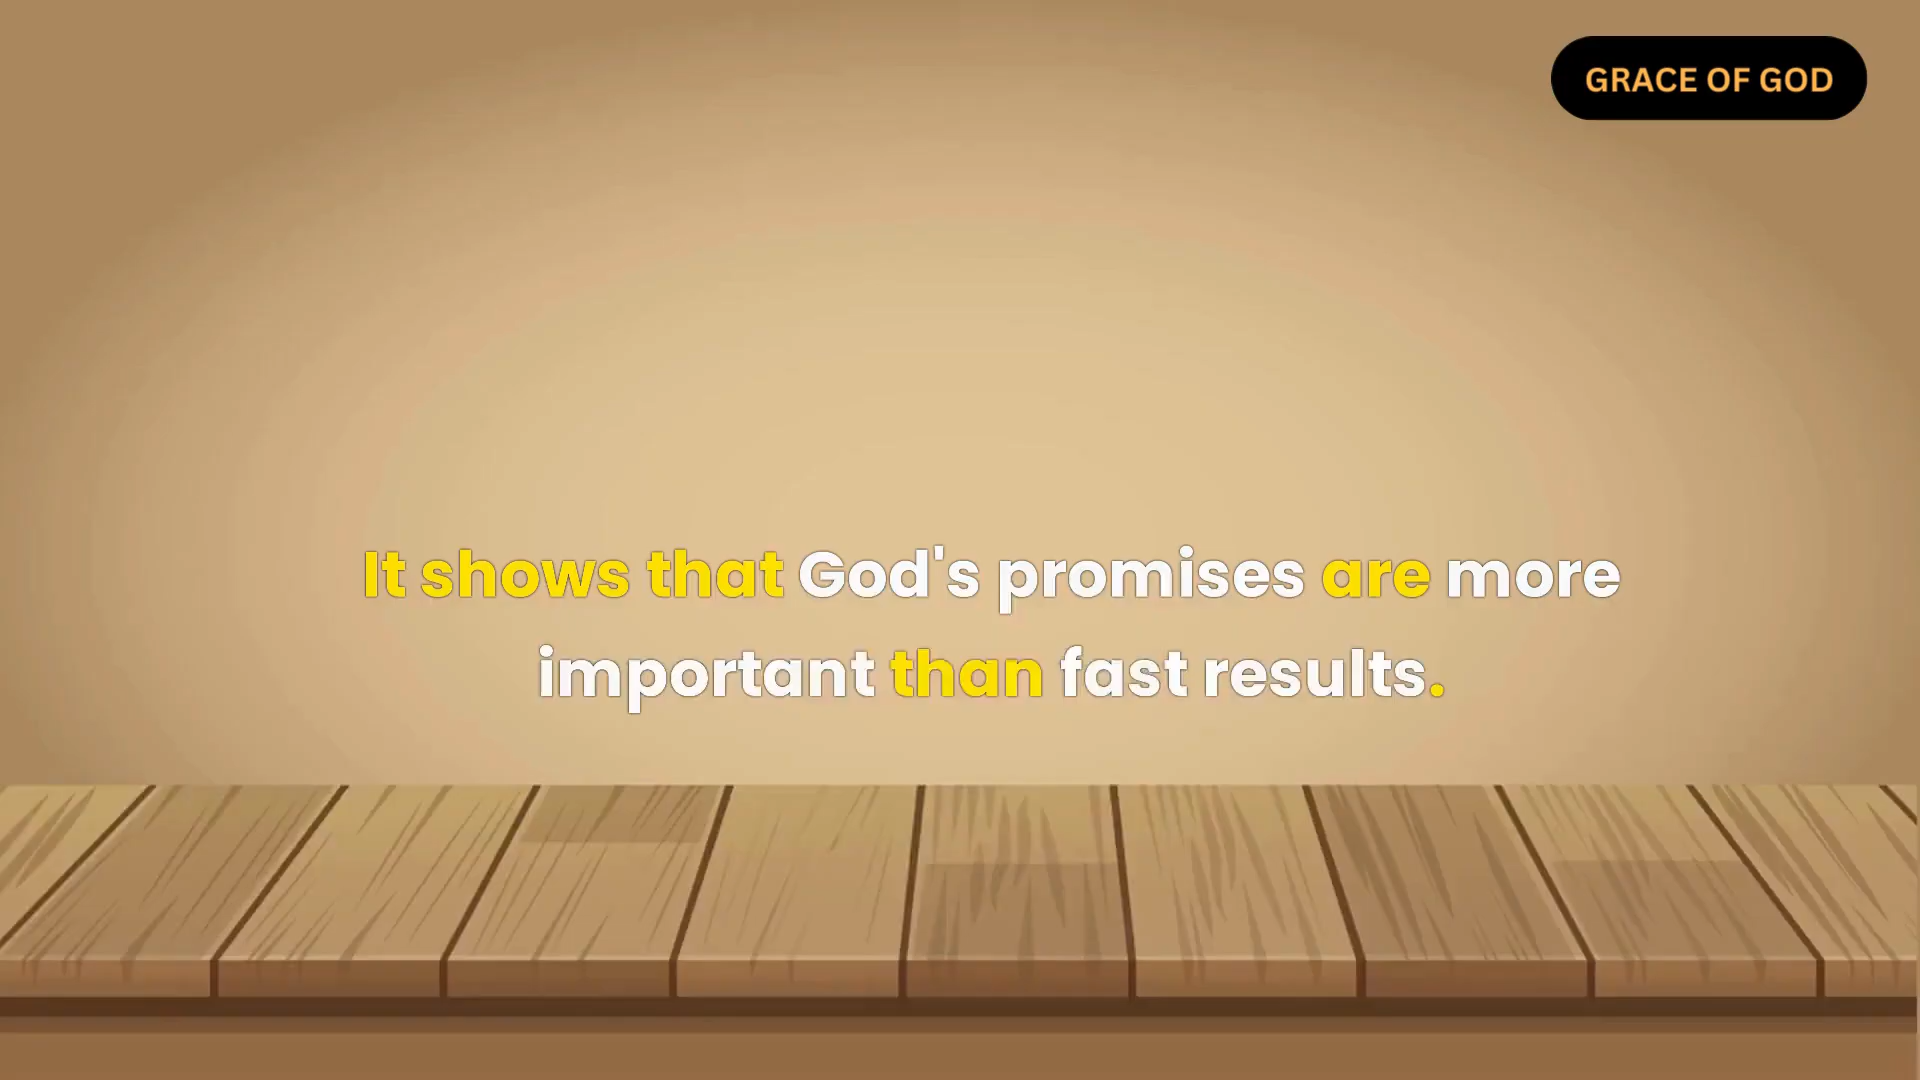 GRACE OF GOD
It shows that God's promises are more
important than fast results.